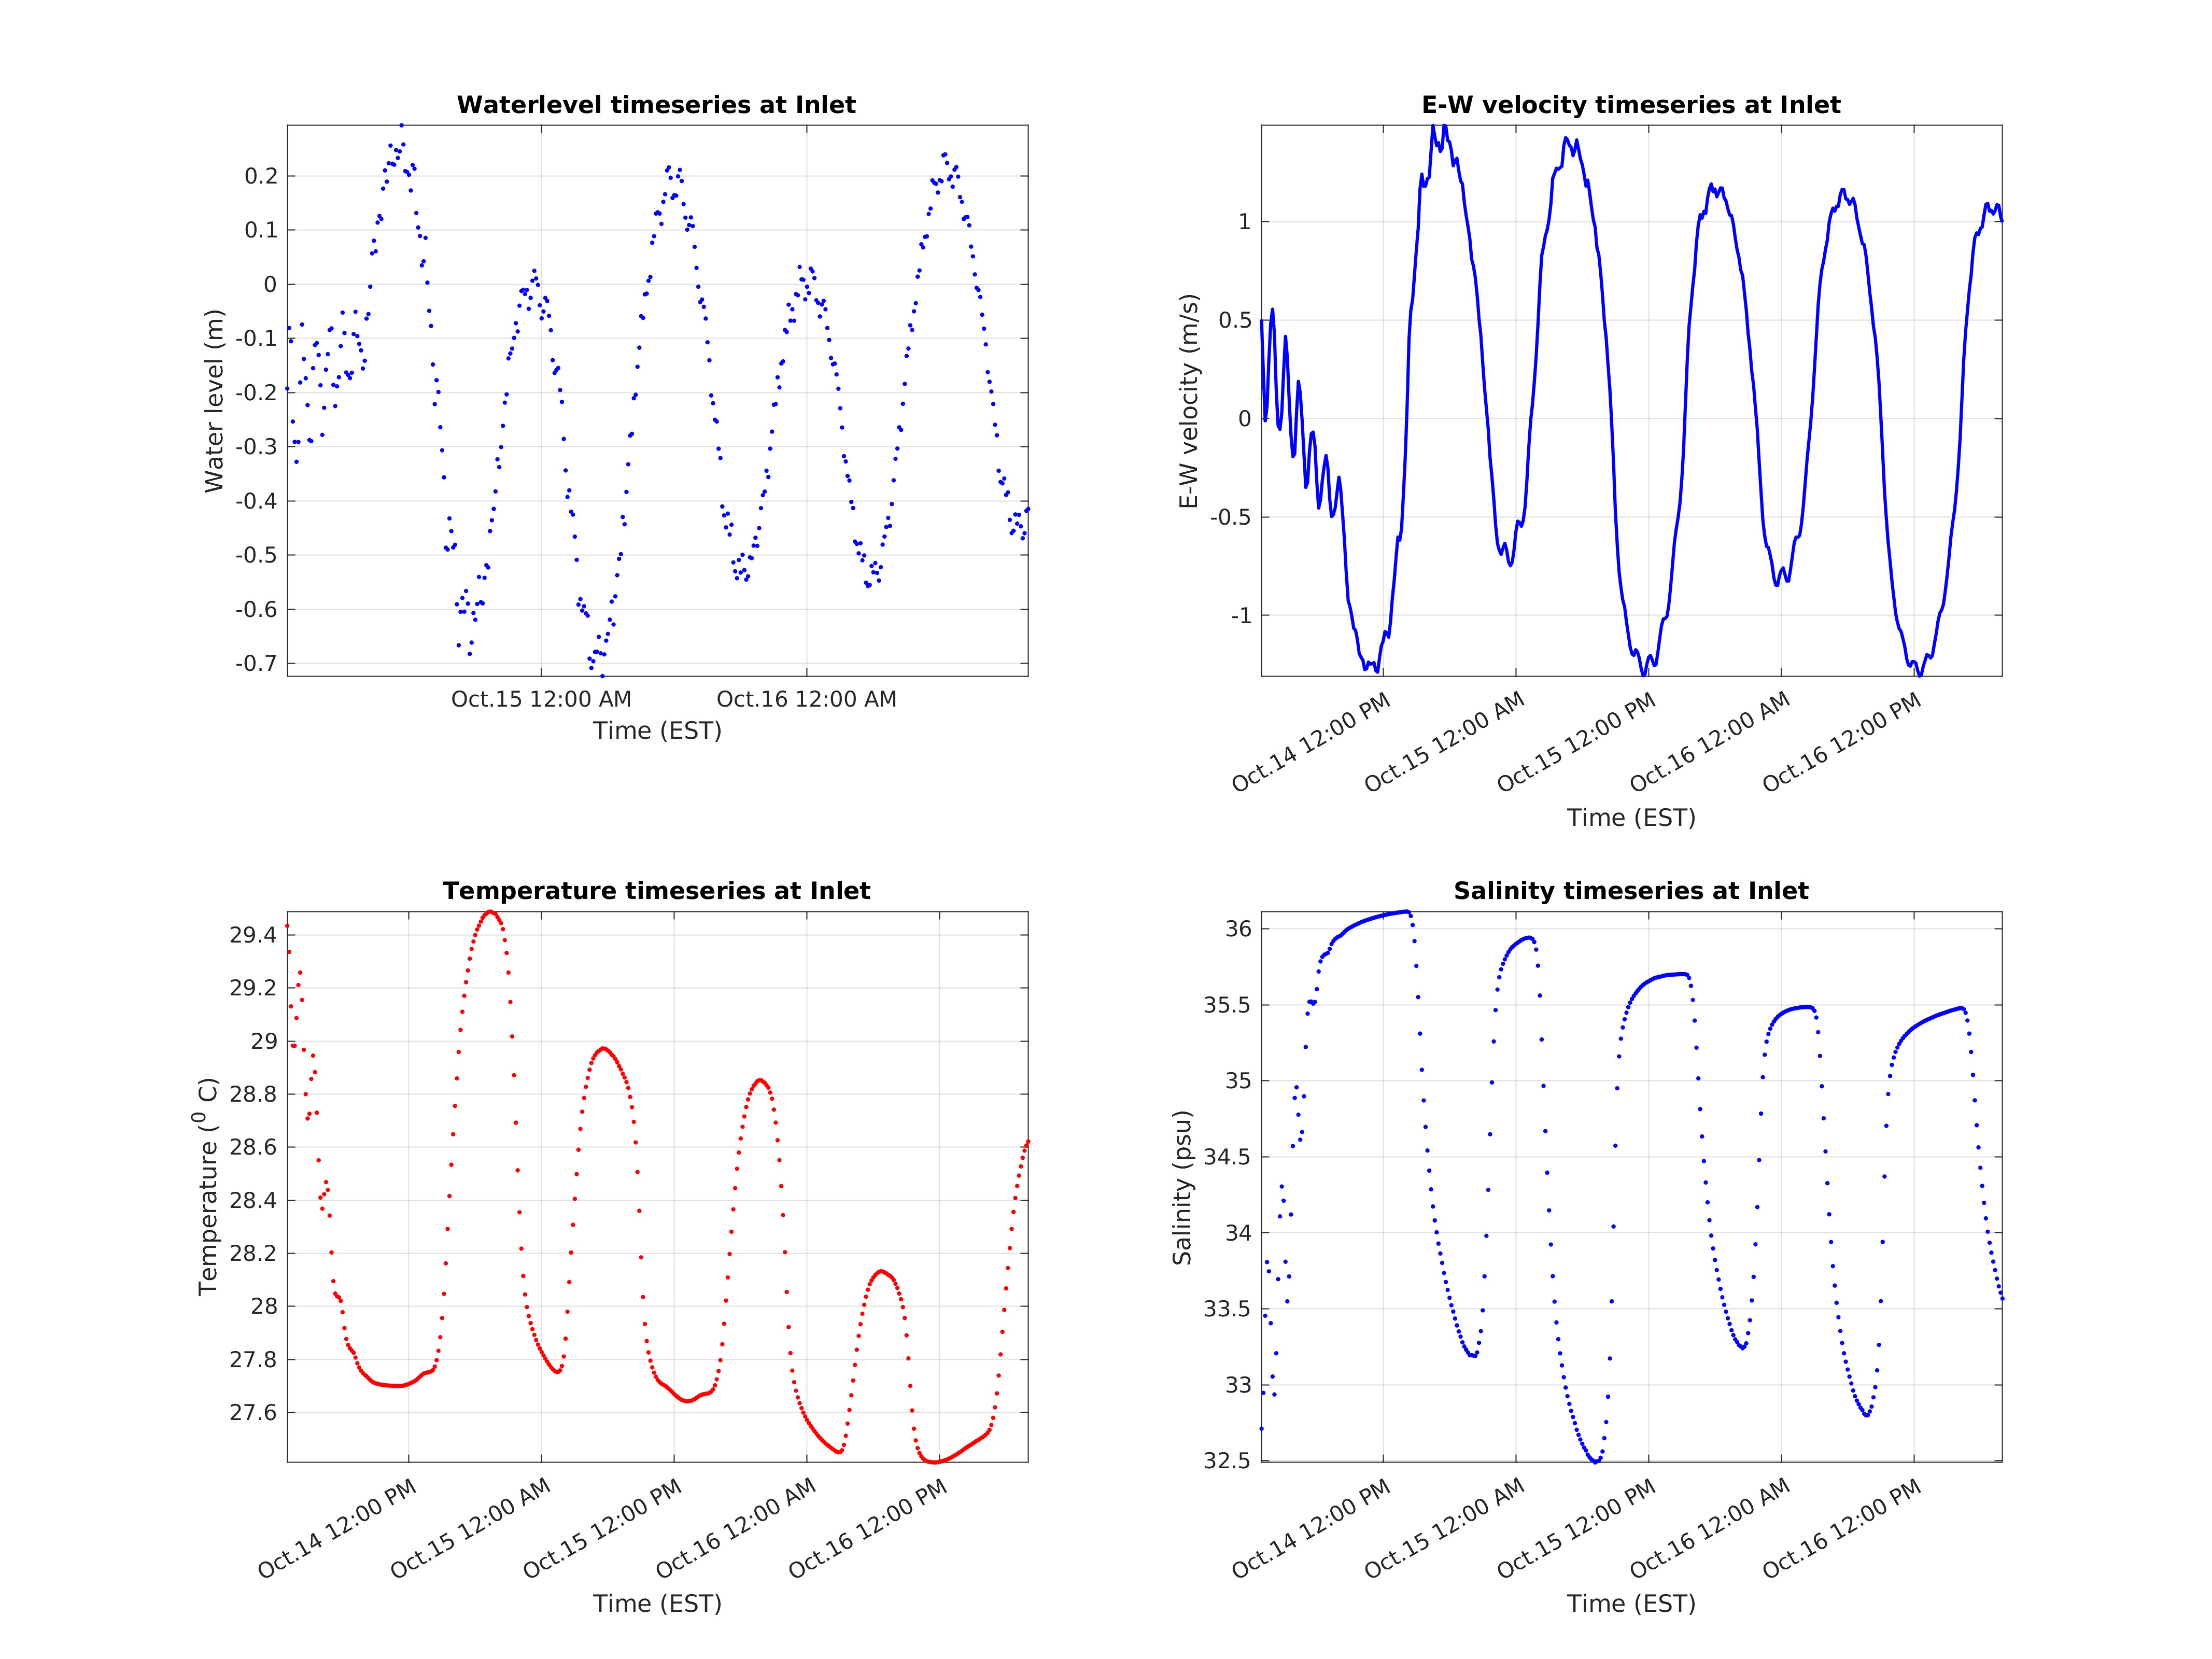 Waterlevel timeseries at Inlet
0.2
0.1
0
-0.1
-0.2
-0.3
-0.4
-0.5
-0.6
-0.7
Water level (m)
Oct.15 12:00 AM Oct.16 12:00 AM
Time (EST)
E-W velocity timeseries at Inlet
1
0.5
0
-0.5
-1
E-W velocity (m/s)
Oct.14 12:00 PM
Oct.15 12:00 AM
Oct.15 12:00 PM
Oct.16 12:00 AM
Oct.16 12:00 PM
Time (EST)
Temperature timeseries at Inlet
29.4
29.2
29
28.8
28.6
28.4
28.2
28
27.8
27.6
Temperature (⁰ C)
Oct.14 12:00 PM
Oct.15 12:00 AM
Oct.15 12:00 PM
Oct.16 12:00 AM
Oct.16 12:00 PM
Time (EST)
Salinity timeseries at Inlet
36
35.5
35
34.5
34
33.5
33
32.5
Salinity (psu)
Oct.14 12:00 PM
Oct.15 12:00 AM
Oct.15 12:00 PM
Oct.16 12:00 AM
Oct.16 12:00 PM
Time (EST)